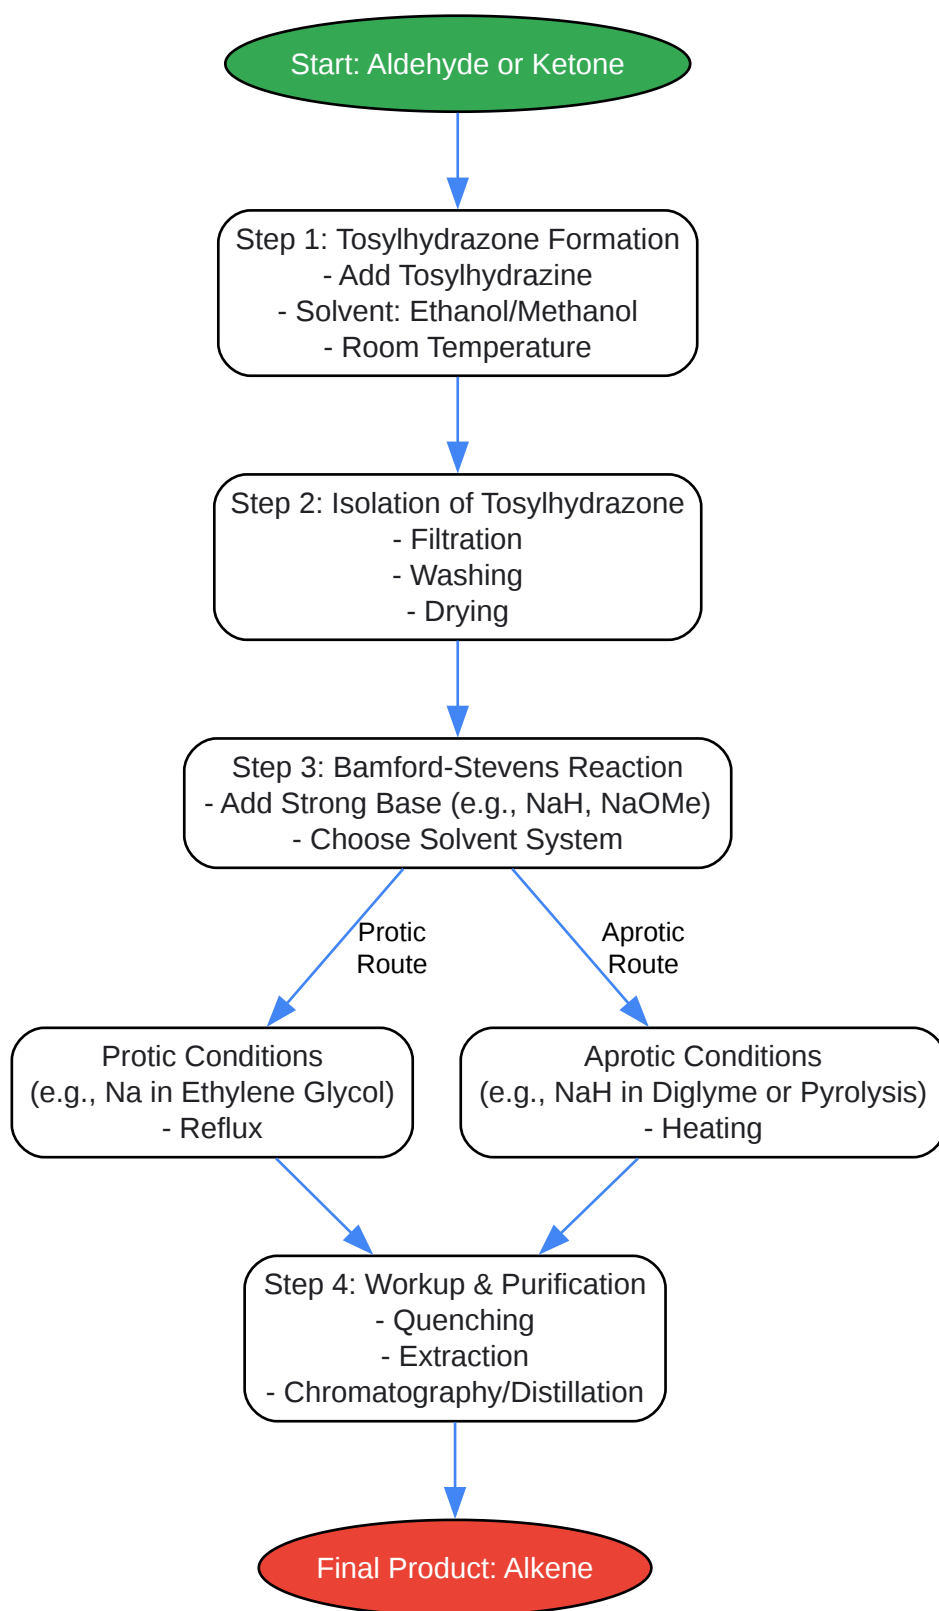 Start: Aldehyde or Ketone
Step 1: Tosylhydrazone Formation
- Add Tosylhydrazine
- Solvent: Ethanol/Methanol
- Room Temperature
Step 2: Isolation of Tosylhydrazone
- Filtration
- Washing
- Drying
Step 3: Bamford-Stevens Reaction
- Add Strong Base (e.g., NaH, NaOMe)
- Choose Solvent System
Protic
Route
Aprotic
Route
Protic Conditions
(e.g., Na in Ethylene Glycol)
- Reflux
Aprotic Conditions
(e.g., NaH in Diglyme or Pyrolysis)
- Heating
Step 4: Workup & Purification
- Quenching
- Extraction
- Chromatography/Distillation
Final Product: Alkene